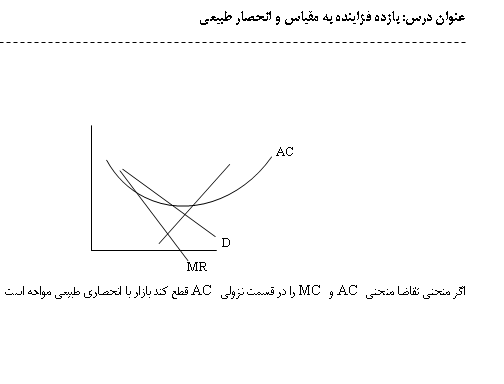 عنوان درس: بازده فزاینده به مقیاس و انحصار طبیعی
AC
D
MR
اگر منحنی تقاضا منحنی AC و MC را در قسمت نزولی AC قطع کند بازار با انحصاری طبیعی مواجه است